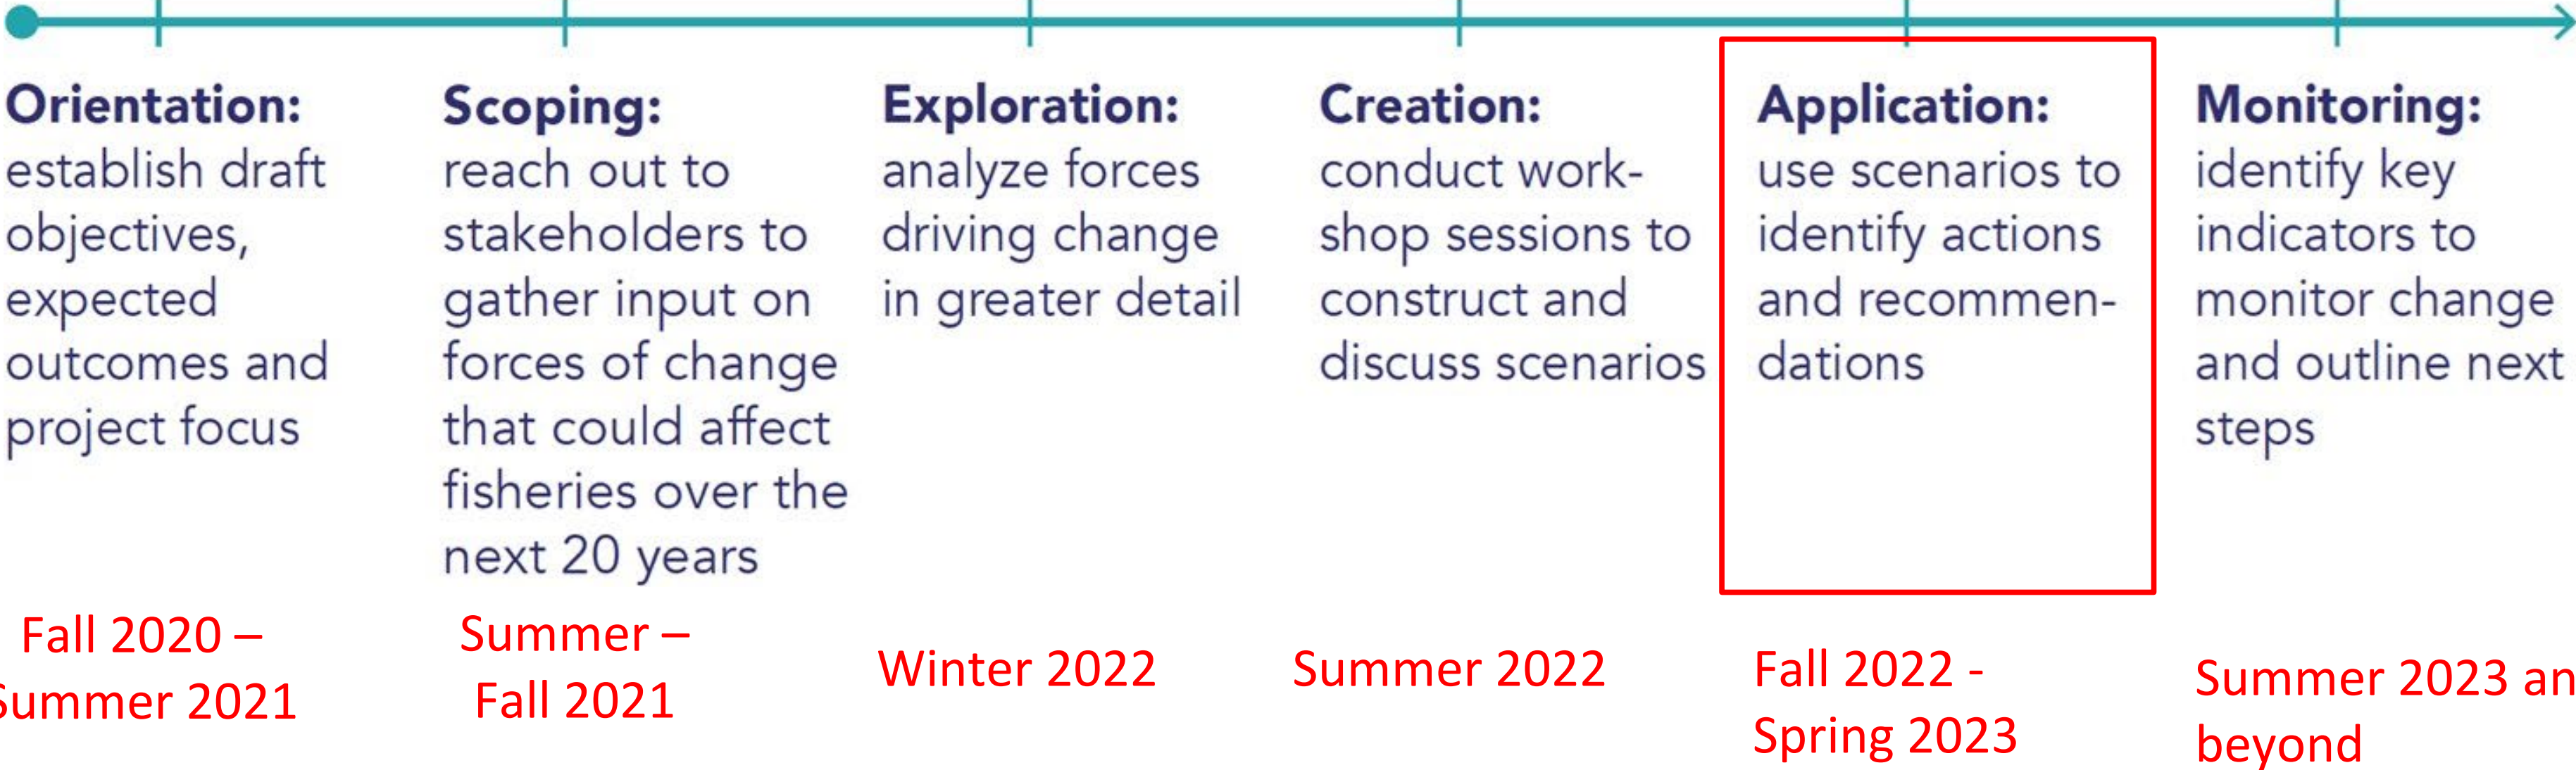 Orientation:
establish draft
objectives,
expected
outcomes and
project focus
Scoping:
reach out to
stakeholders to
gather input on
forces of change
that could affect
fisheries over the
next 20 years
Exploration:
analyze forces
driving change
in greater detail
Creation:
conduct work-
shop sessions to
construct and
discuss scenarios
Application:
use scenarios to
identify actions
and recommen-
dations
Monitoring:
identify key
indicators to
monitor change
and outline next
steps
Fall 2020 –
Summer 2021
Summer –
Fall 2021
Winter 2022
Summer 2022
Fall 2022 -
Spring 2023
Summer 2023 an
beyond